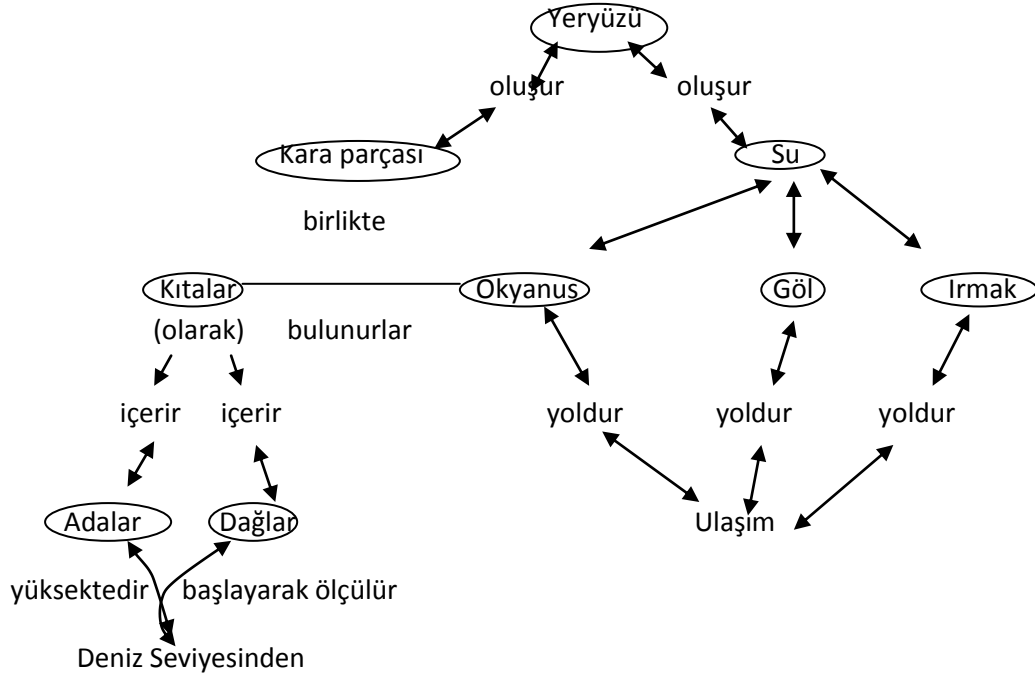 Yeryüzü
oluşur oluşur
Kara parçası Su
birlikte
Kıtalar Okyanus Göl Irmak
(olarak) bulunurlar
içerir içerir yoldur yoldur yoldur
Adalar Dağlar Ulaşım
yüksektedir başlayarak ölçülür
Deniz Seviyesinden